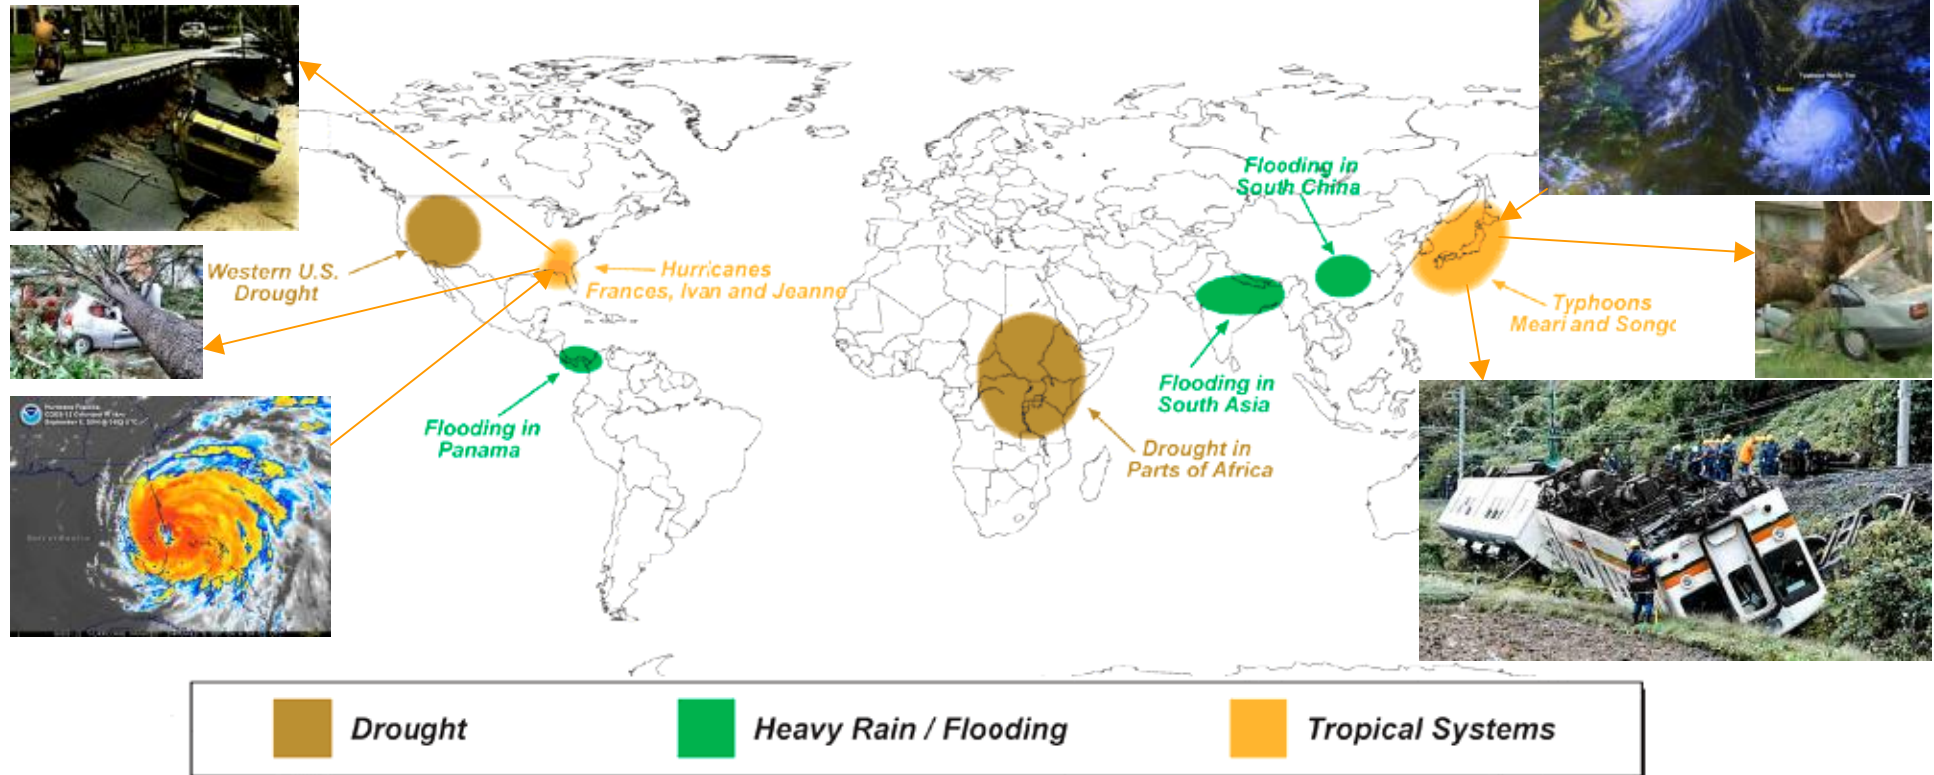 Flooding in
South China
Western U.S.
Drought
Hurricanes
Frances, Ivan and Jeanne
Typhoons
Meari and Songc
Flooding in
South Asia
Flooding in
Panama
Drought in
Parts of Africa
Drought
Heavy Rain / Flooding
Tropical Systems